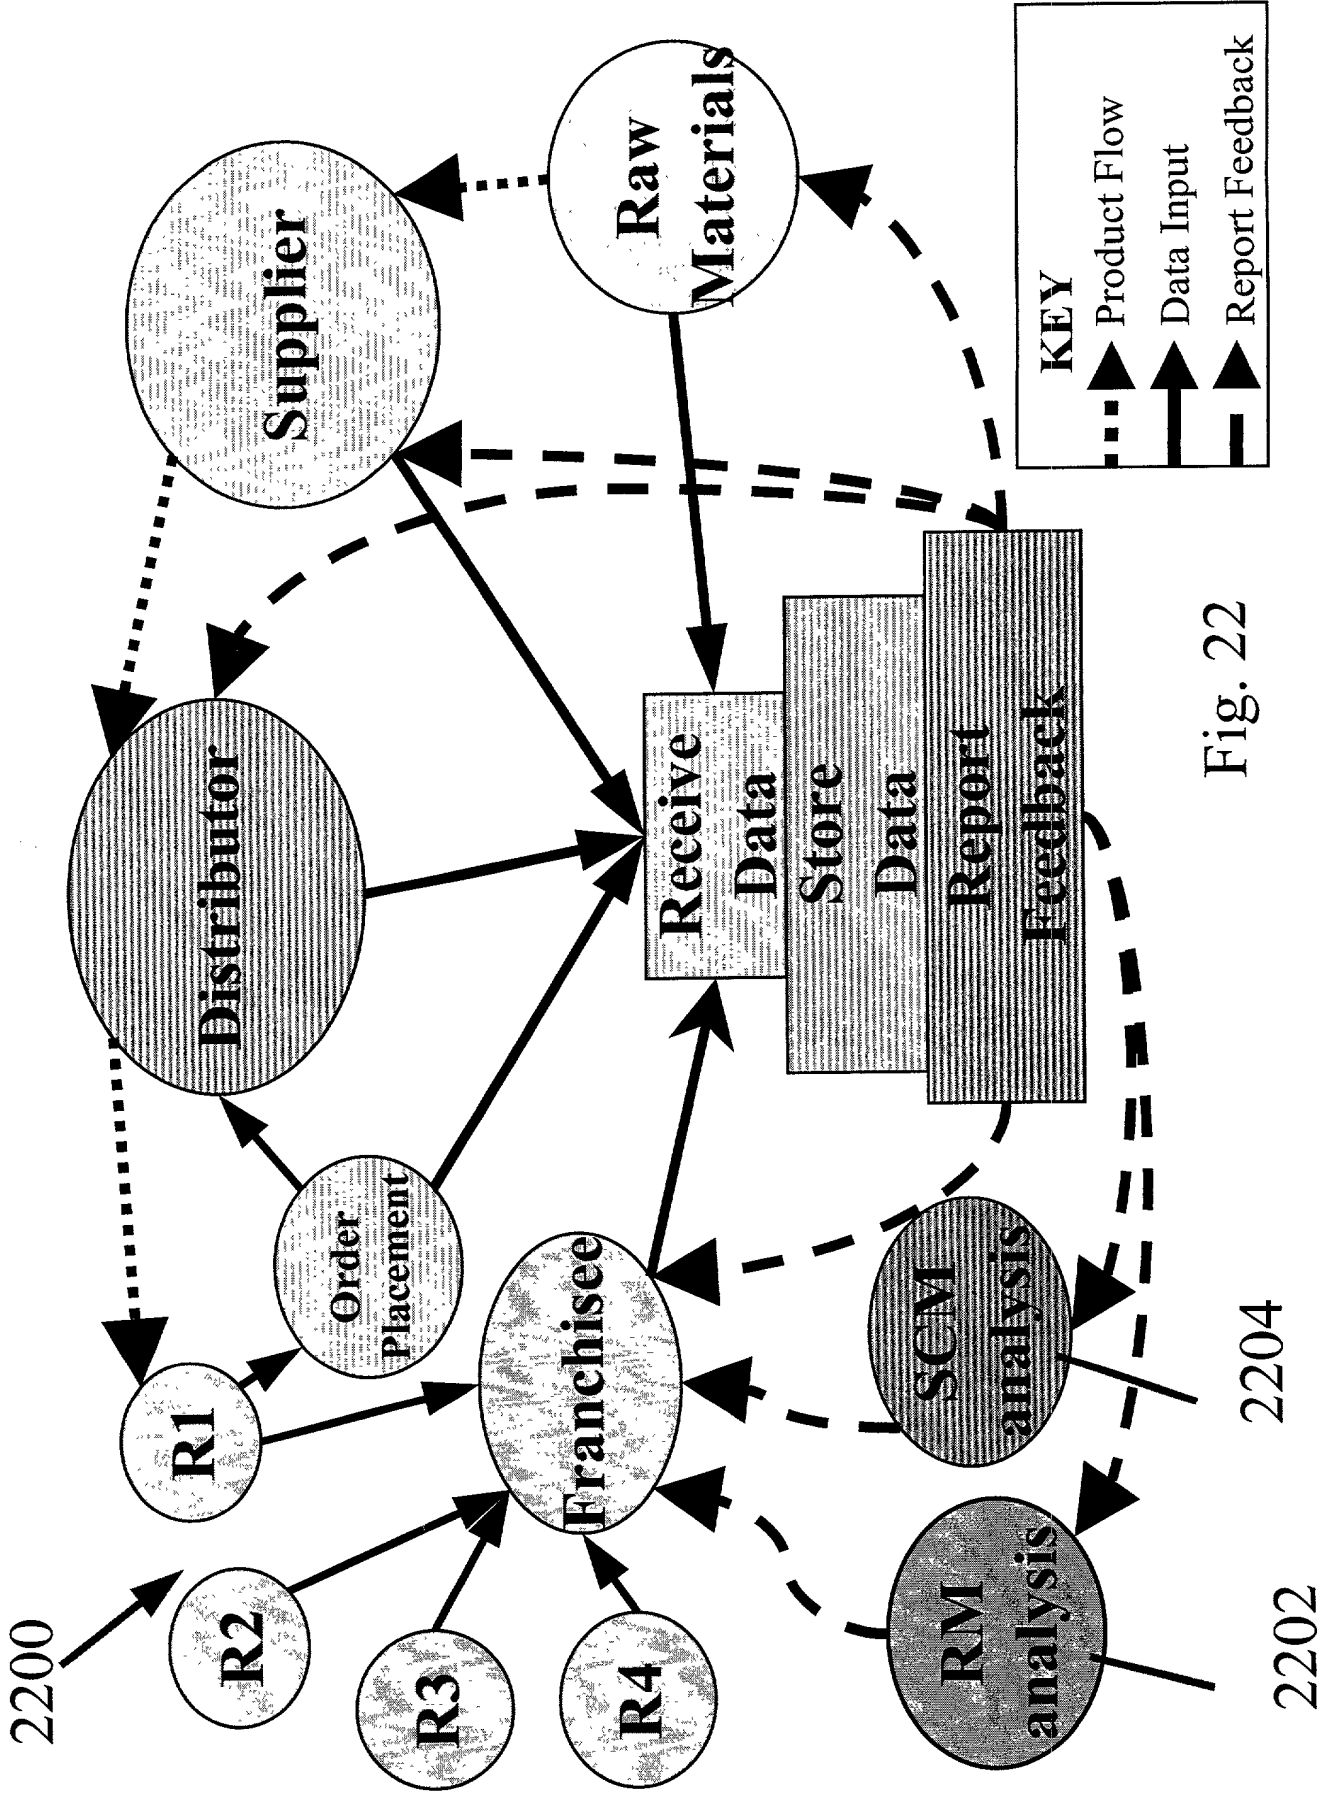 2200
R1
R2
R3
R4
Order
Placement
Distributor
Supplier
Raw
Materials
Franchisee
Receive
Data
Store
Data
Report
Feedback
RM
analysis
SCM
analysis
2202
2204
KEY
Product Flow
Data Input
Report Feedback
Fig. 22